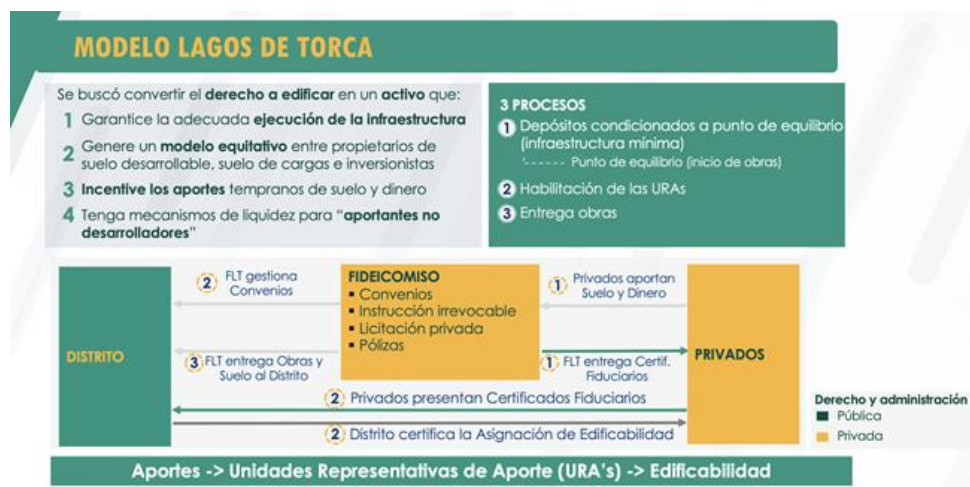 MODELO LAGOS DE TORCA
Se buscó convertir el derecho a edificar en un activo que:
1 Garantice la adecuada ejecución de la infraestructura
2 Genere un modelo equitativo entre propietarios de
suelo desarrollable, suelo de cargas e inversionistas
3 Incentive los aportes tempranos de suelo y dinero
4 Tenga mecanismos de liquidez para “aportantes no
desarrolladores”
3 PROCESOS
1 Depósitos condicionados a punto de equilibrio
(infraestructura mínima)
Punto de equilibrio (inicio de obras)
2 Habilitación de las URAs
3 Entrega obras
DISTRITO
2 FLT gestiona
Convenios
3 FLT entrega Obras y
Suelo al Distrito
FIDEICOMISO
▪ Convenios
▪ Instrucción irrevocable
▪ Licitación privada
▪ Pólizas
1 Privados aportan
Suelo y Dinero
1 FLT entrega Certif.
Fiduciarios
PRIVADOS
2 Privados presentan Certificados Fiduciarios
2 Distrito certifica la Asignación de Edificabilidad
Derecho y administración
Pública
Privada
Aportes -> Unidades Representativas de Aporte (URA’s) -> Edificabilidad